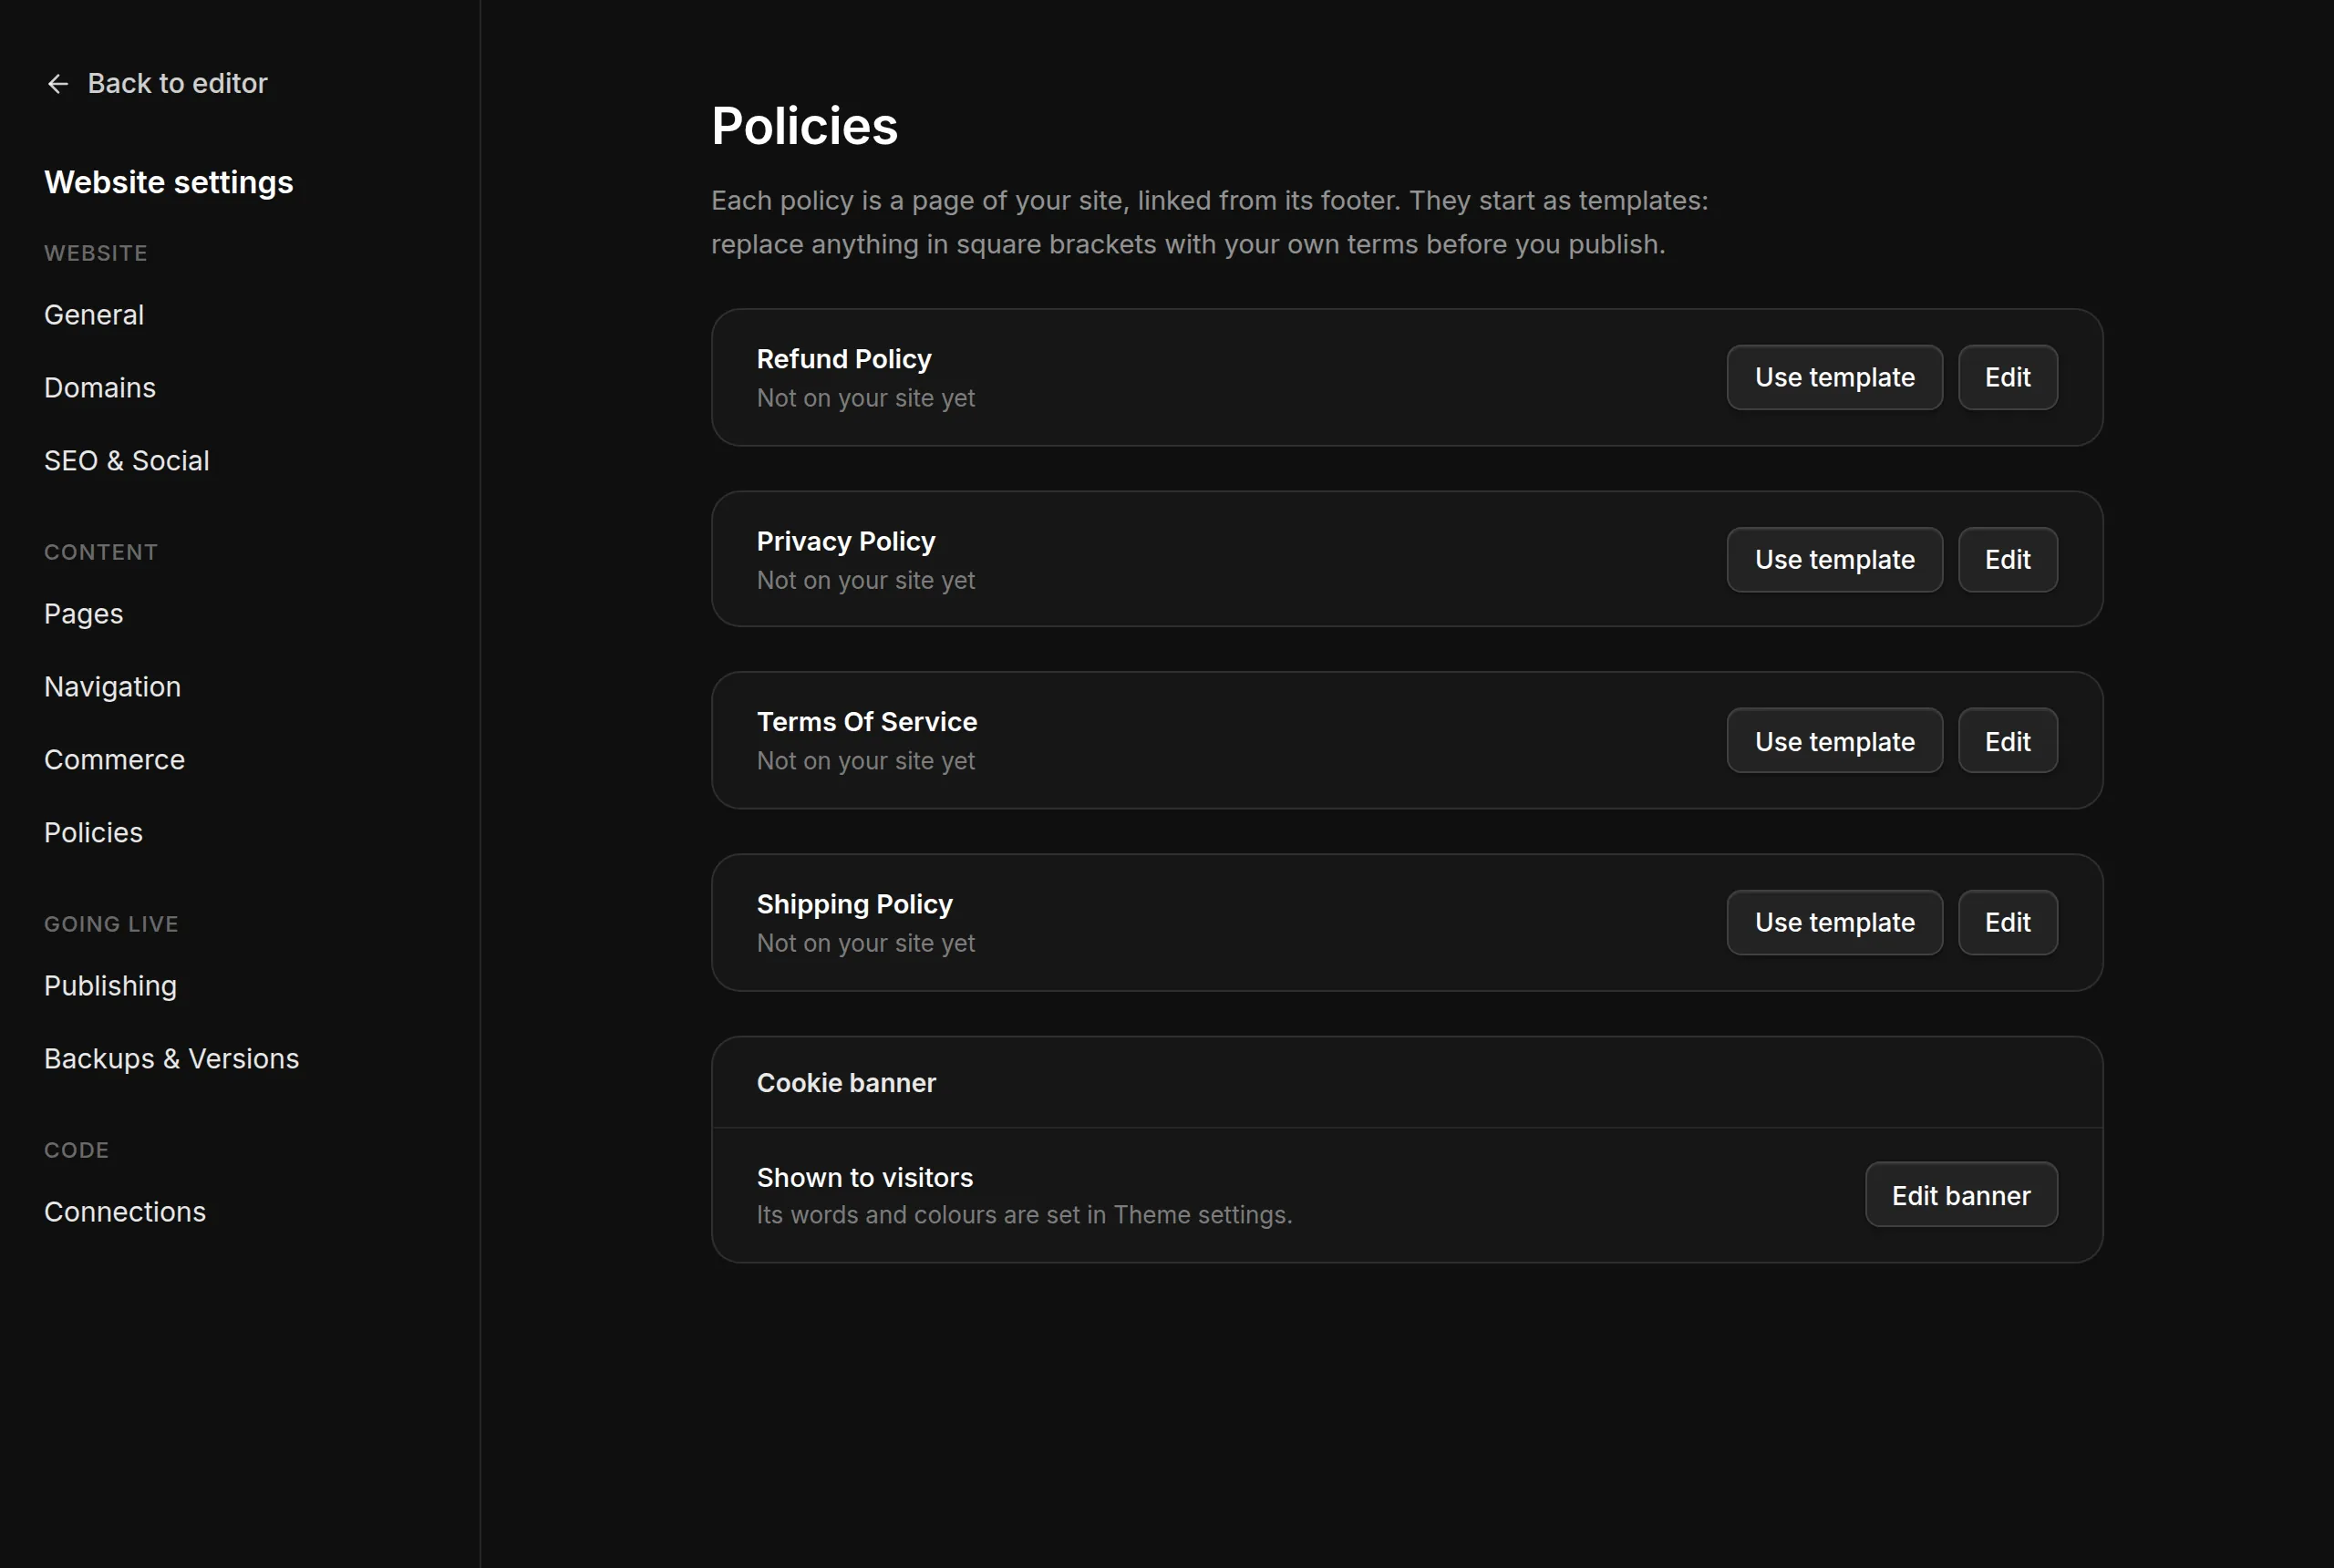 Back to editor
Website settings
WEBSITE
General
Domains
SEO & Social
CONTENT
Pages
Navigation
Commerce
Policies
GOING LIVE
Publishing
Backups & Versions
CODE
Connections
Policies
Each policy is a page of your site, linked from its footer. They start as templates:
replace anything in square brackets with your own terms before you publish.
Refund Policy
Not on your site yet
Use template
Edit
Privacy Policy
Not on your site yet
Use template
Edit
Terms Of Service
Not on your site yet
Use template
Edit
Shipping Policy
Not on your site yet
Use template
Edit
Cookie banner
Shown to visitors
Its words and colours are set in Theme settings.
Edit banner